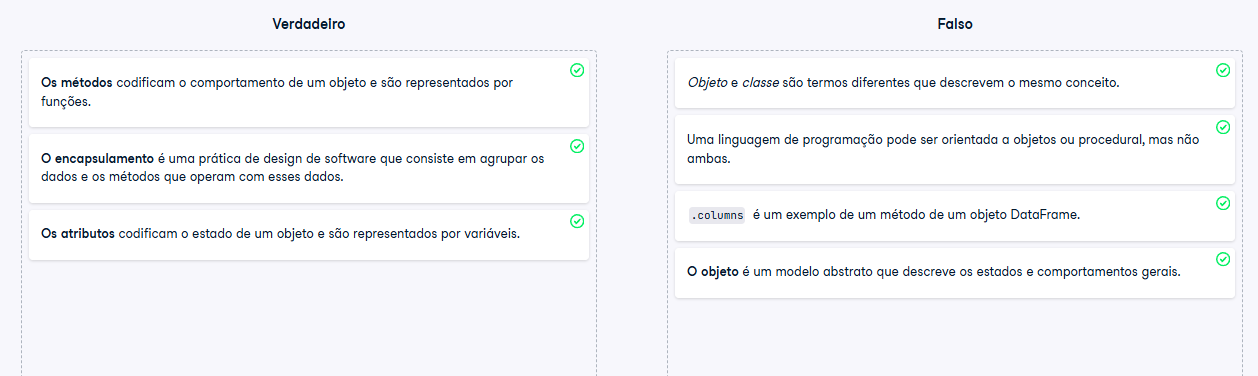 Verdadeiro
Os métodos codificam o comportamento de um objeto e são representados por
funções.
O encapsulamento é uma prática de design de software que consiste em agrupar os
dados e os métodos que operam com esses dados.
Os atributos codificam o estado de um objeto e são representados por variáveis.
Falso
Objeto e classe são termos diferentes que descrevem o mesmo conceito.
Uma linguagem de programação pode ser orientada a objetos ou procedural, mas não
ambas.
.columns é um exemplo de um método de um objeto DataFrame.
O objeto é um modelo abstrato que descreve os estados e comportamentos gerais.